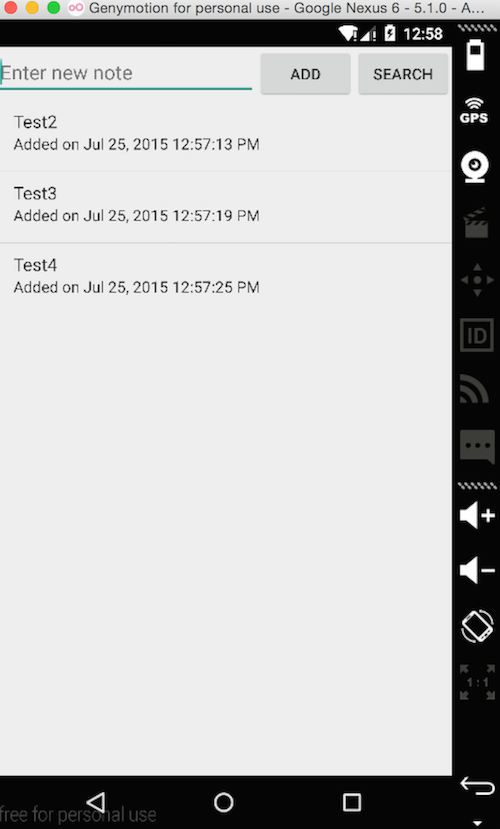 Genymotion for personal use - Google Nexus 6 - 5.1.0 - A...
12:58
Enter new note
ADD
SEARCH
GPS
Test2
Added on Jul 25, 2015 12:57:13 PM
Test3
Added on Jul 25, 2015 12:57:19 PM
Test4
Added on Jul 25, 2015 12:57:25 PM
ID
1:1
free for personal use